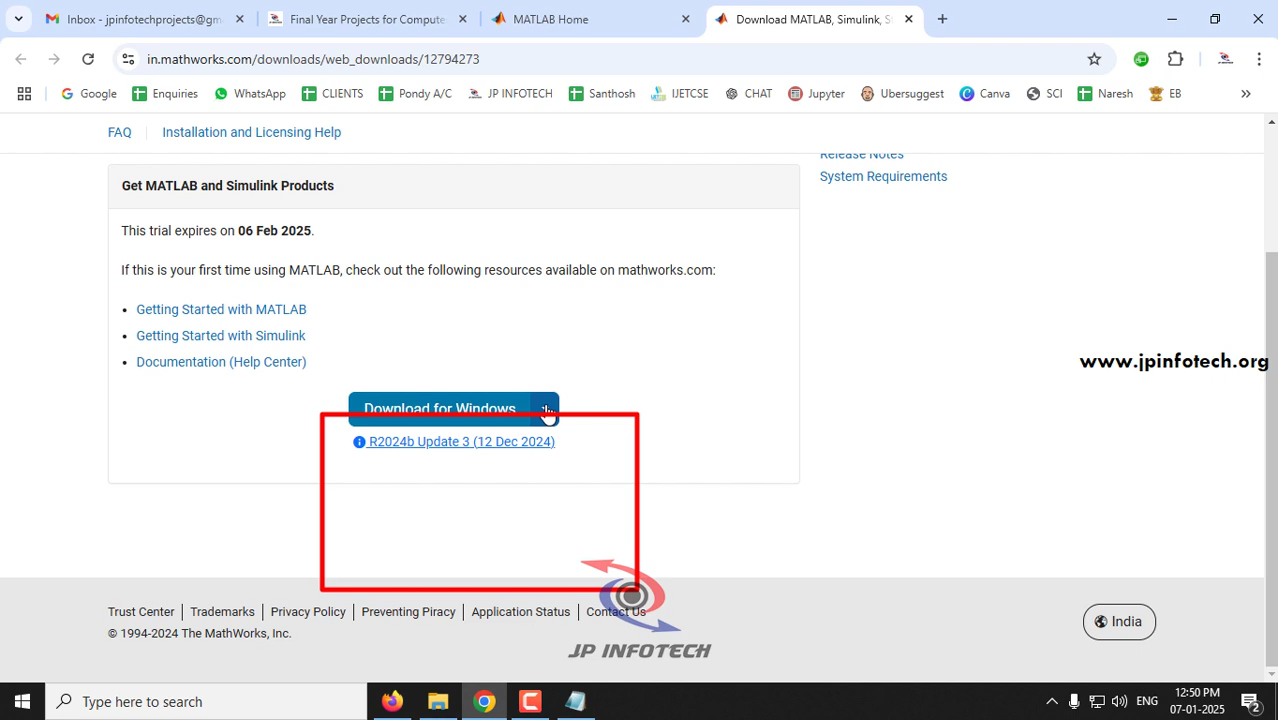 Inbox - jpinfotechprojects@gm
Final Year Projects for Compute
MATLAB Home
Download MATLAB, Simulink, S
in.mathworks.com/downloads/web_downloads/12794273
Google
Enquiries
WhatsApp
CLIENTS
Pondy A/C
JP INFOTECH
Santhosh
IJETCSE
CHAT
Jupyter
Ubersuggest
Canva
SCI
Naresh
EB
FAQ
Installation and Licensing Help
Release Notes
System Requirements
Get MATLAB and Simulink Products
This trial expires on 06 Feb 2025.
If this is your first time using MATLAB, check out the following resources available on mathworks.com:
• Getting Started with MATLAB
• Getting Started with Simulink
• Documentation (Help Center)
www.jpinfotech.org
Download for Windows
R2024b Update 3 (12 Dec 2024)
Trust Center
Trademarks
Privacy Policy
Preventing Piracy
Application Status
Contact Us
© 1994-2024 The MathWorks, Inc.
India
JP INFOTECH
Type here to search
ENG
12:50 PM
07-01-2025
2